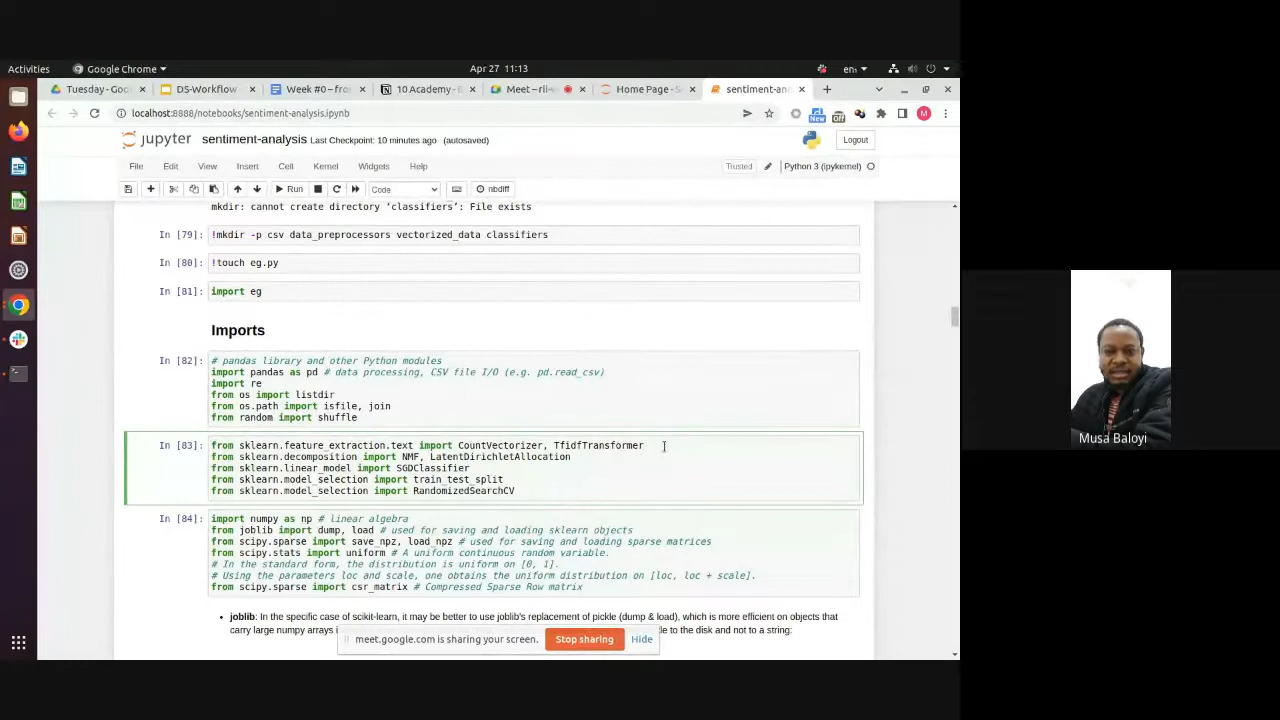 Activities
Google Chrome
Apr 27 11:13
en₁
Tuesday - Go
DS-Workflow
Week #0 – fro
10 Academy -
Meet – rii-
Home Page - S
sentiment-an
localhost:8888/notebooks/sentiment-analysis.ipynb
New
Off
M
jupyter
sentiment-analysis Last Checkpoint: 10 minutes ago (autosaved)
Logout
File Edit View Insert Cell Kernel Widgets Help
Trusted
Python 3 (ipykernel)
Run
Code
nbdiff
mkdir: cannot create directory ‘classifiers’: File exists
In [79]: !mkdir -p csv data_preprocessors vectorized_data classifiers
In [80]: !touch eg.py
In [81]: import eg
Imports
In [82]: # pandas library and other Python modules
import pandas as pd # data processing, CSV file I/O (e.g. pd.read_csv)
import re
from os import listdir
from os.path import isfile, join
from random import shuffle
In [83]: from sklearn.feature_extraction.text import CountVectorizer, TfidfTransformer
from sklearn.decomposition import NMF, LatentDirichletAllocation
from sklearn.linear_model import SGDClassifier
from sklearn.model_selection import train_test_split
from sklearn.model_selection import RandomizedSearchCV
In [84]: import numpy as np # linear algebra
from joblib import dump, load # used for saving and loading sklearn objects
from scipy.sparse import save_npz, load_npz # used for saving and loading sparse matrices
from scipy.stats import uniform # A uniform continuous random variable.
# In the standard form, the distribution is uniform on [0, 1].
# Using the parameters loc and scale, one obtains the uniform distribution on [loc, loc + scale].
from scipy.sparse import csr_matrix # Compressed Sparse Row matrix
• joblib: In the specific case of scikit-learn, it may be better to use joblib's replacement of pickle (dump & load), which is more efficient on objects that
carry large numpy arrays i
le to the disk and not to a string:
meet.google.com is sharing your screen.
Stop sharing
Hide
Musa Baloyi